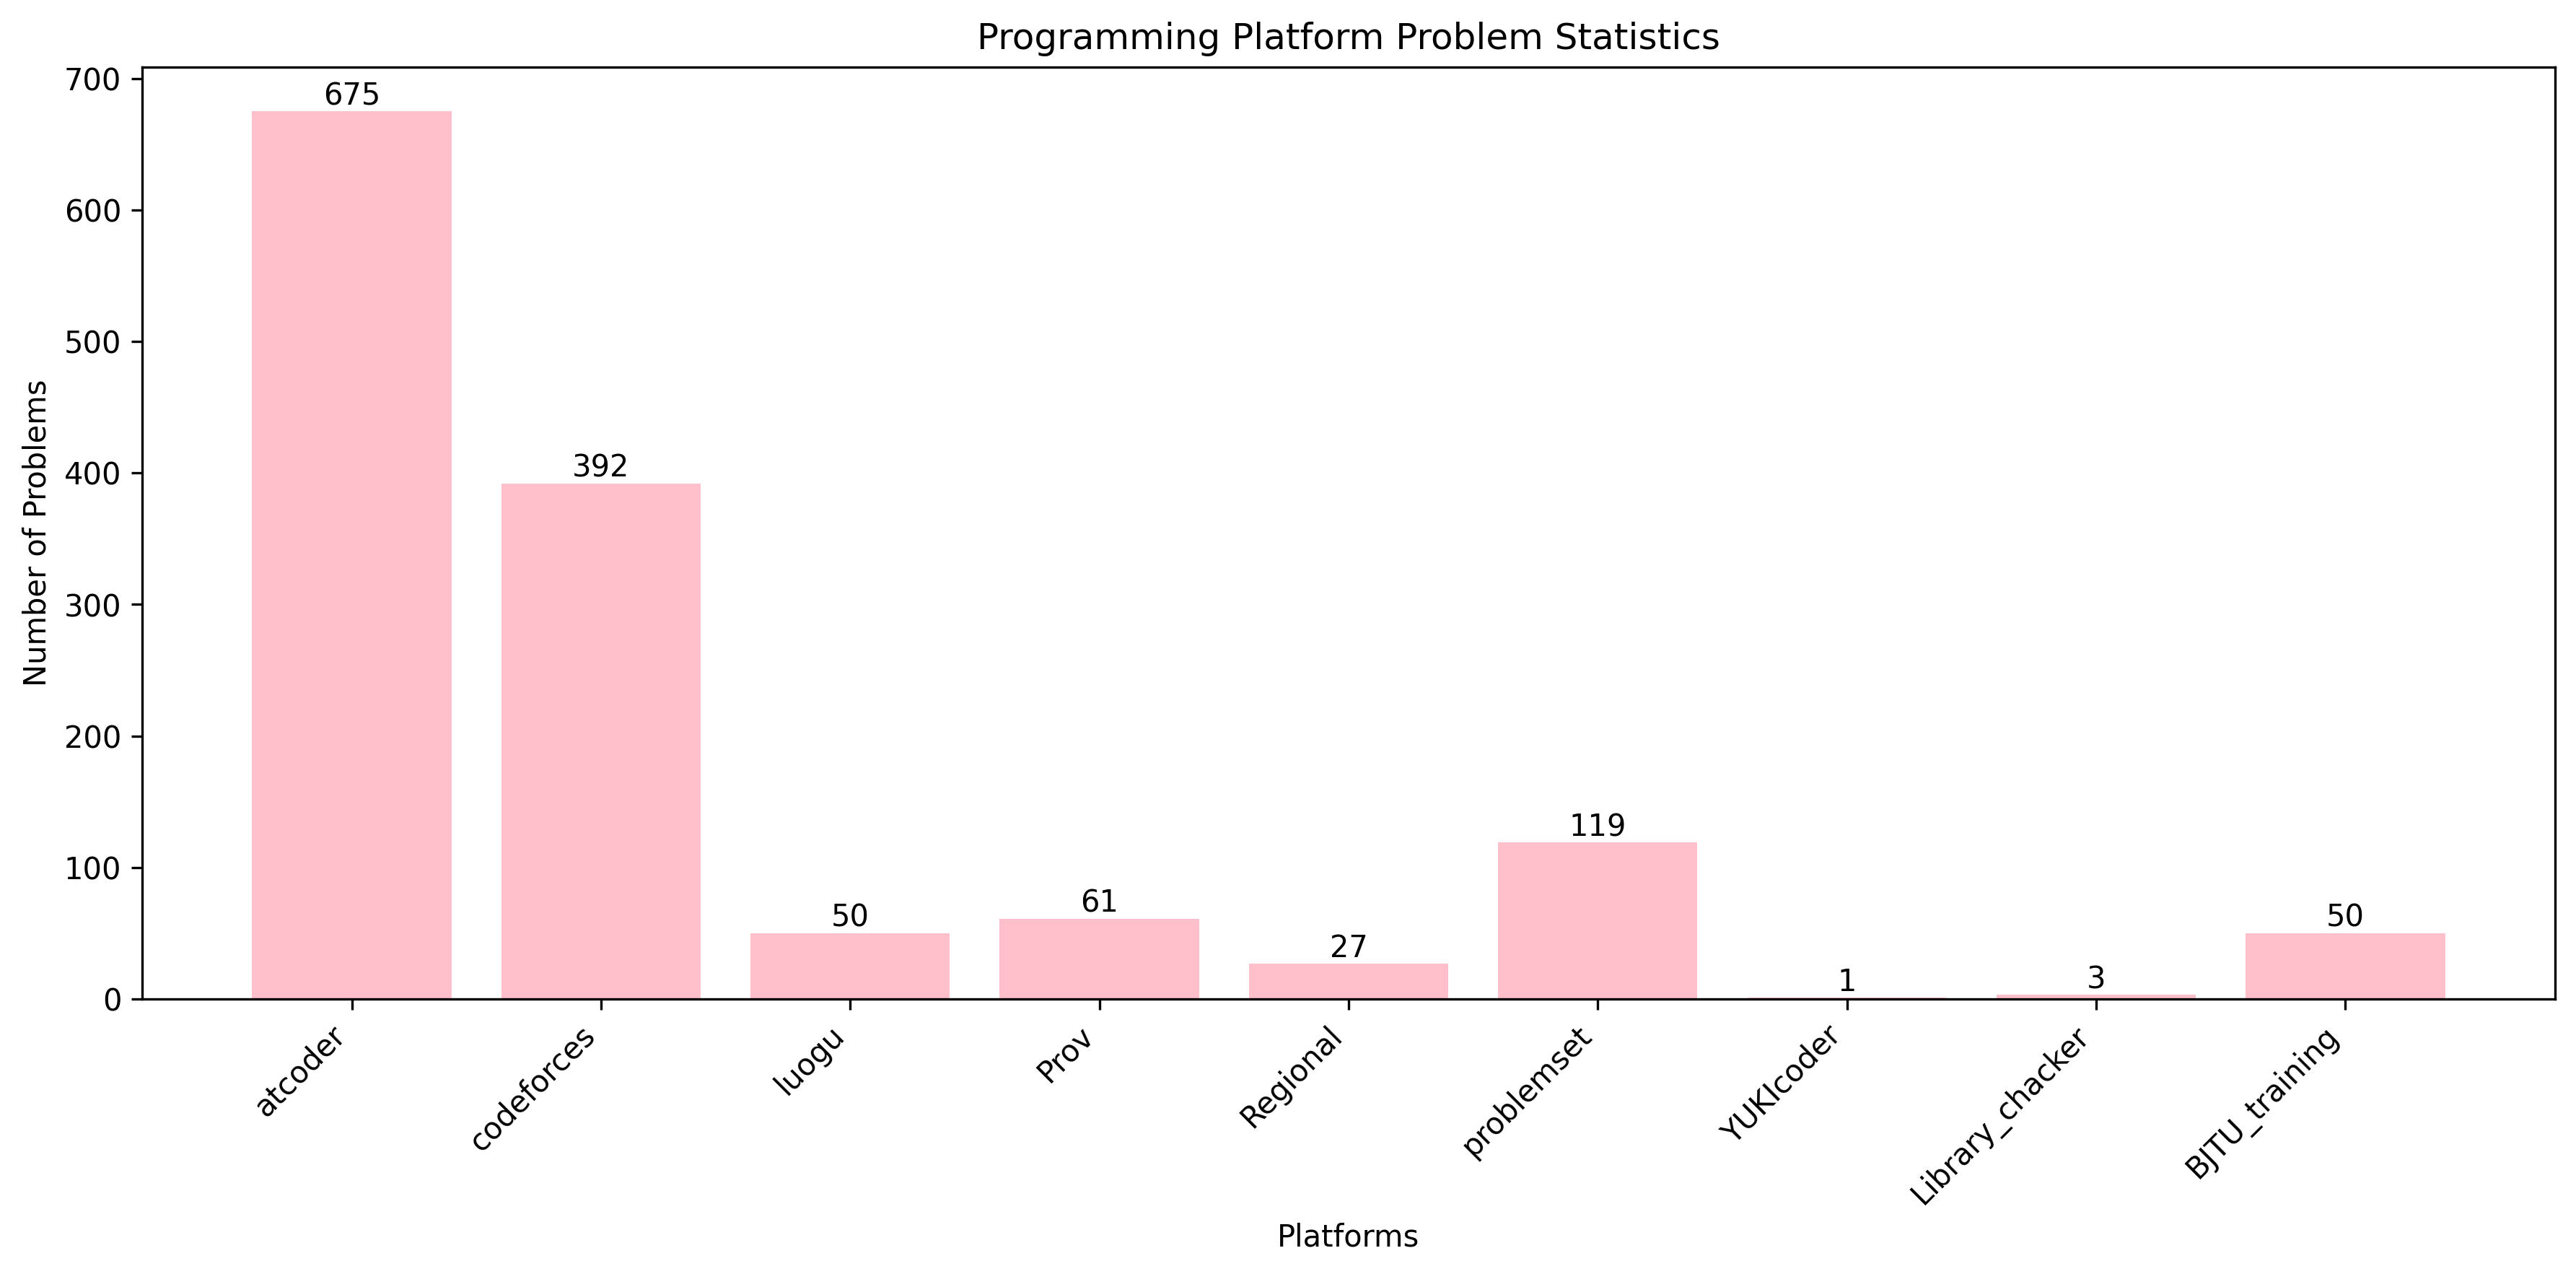 Programming Platform Problem Statistics
Number of Problems
700
600
500
400
300
200
100
0
675
392
50
61
27
119
1
3
50
atcoder
codeforces
luogu
Prov
Regional
problemset
YUKIcoder
Library_chacker
BJTU_training
Platforms